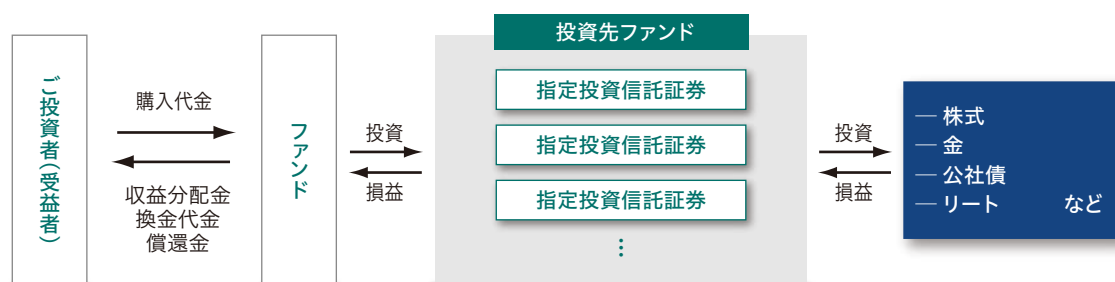 ご投資者(受益者)
購入代金
収益分配金
換金代金
償還金
ファンド
投資
損益
投資先ファンド
指定投資信託証券
指定投資信託証券
指定投資信託証券
⋮
投資
損益
― 株式
― 金
― 公社債
― リート など